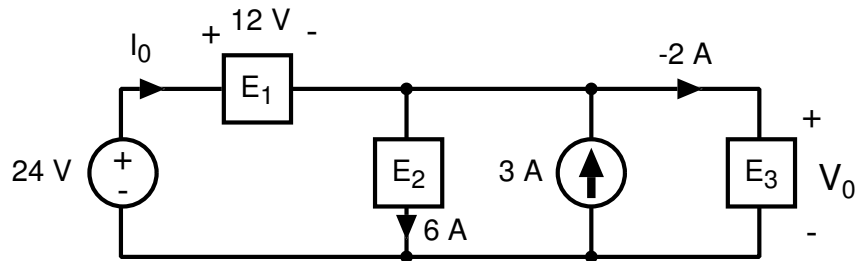 I0 + 12 V - -2 A
E1
24 V + - E2 3 A E3 + V0 -
6 A